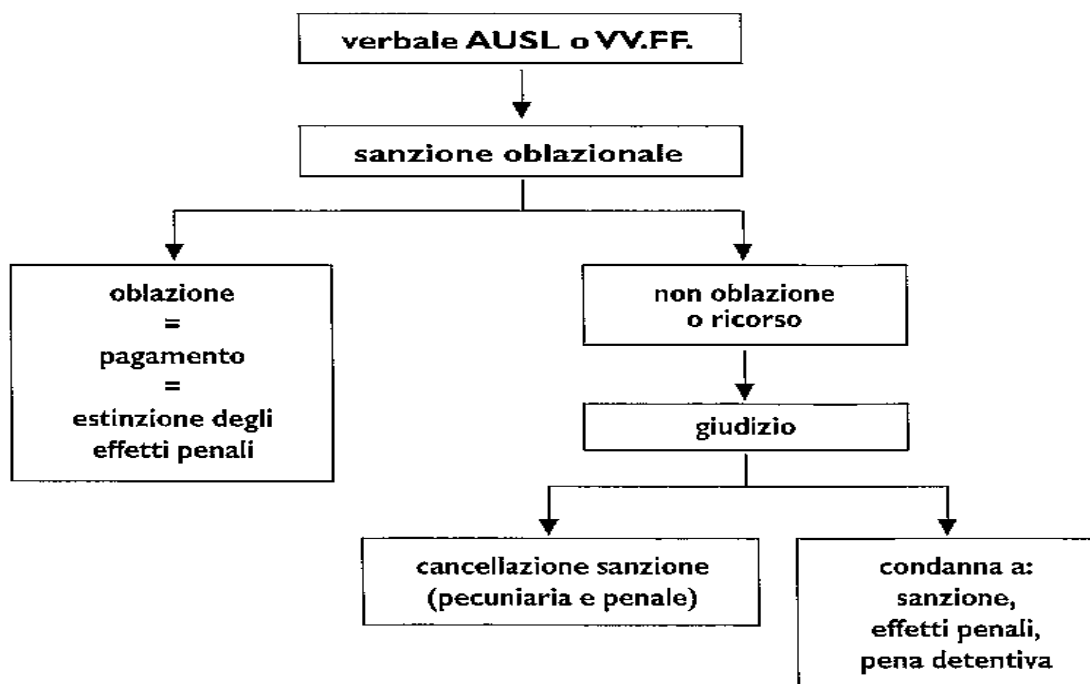 verbale AUSL o VV.FF.
sanzione oblazionale
oblazione
=
pagamento
=
estinzione degli
effetti penali
non oblazione
o ricorso
giudizio
cancellazione sanzione
(pecuniaria e penale)
condanna a:
sanzione,
effetti penali,
pena detentiva